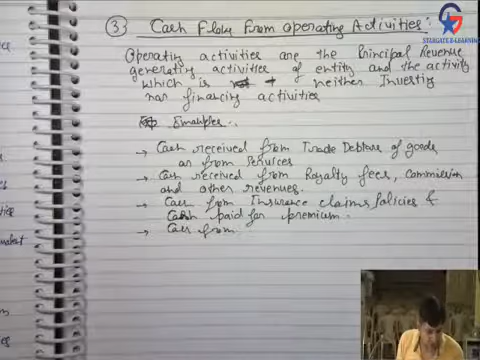 STARGATE E-LEARNING
③ Cash Flow From Operating Activities :
Operating activities are the Principal Revenue
generating activities of entity and the activity
which is neither Investing
nor financing activities
Examples :.
→ Cash received from Trade Debtors of goods
or from services
→ Cash received from Royalty fees, Commission
and other revenues.
→ Cash from Insurance claims, Policies &
Cash paid for premium.
→ Cash from